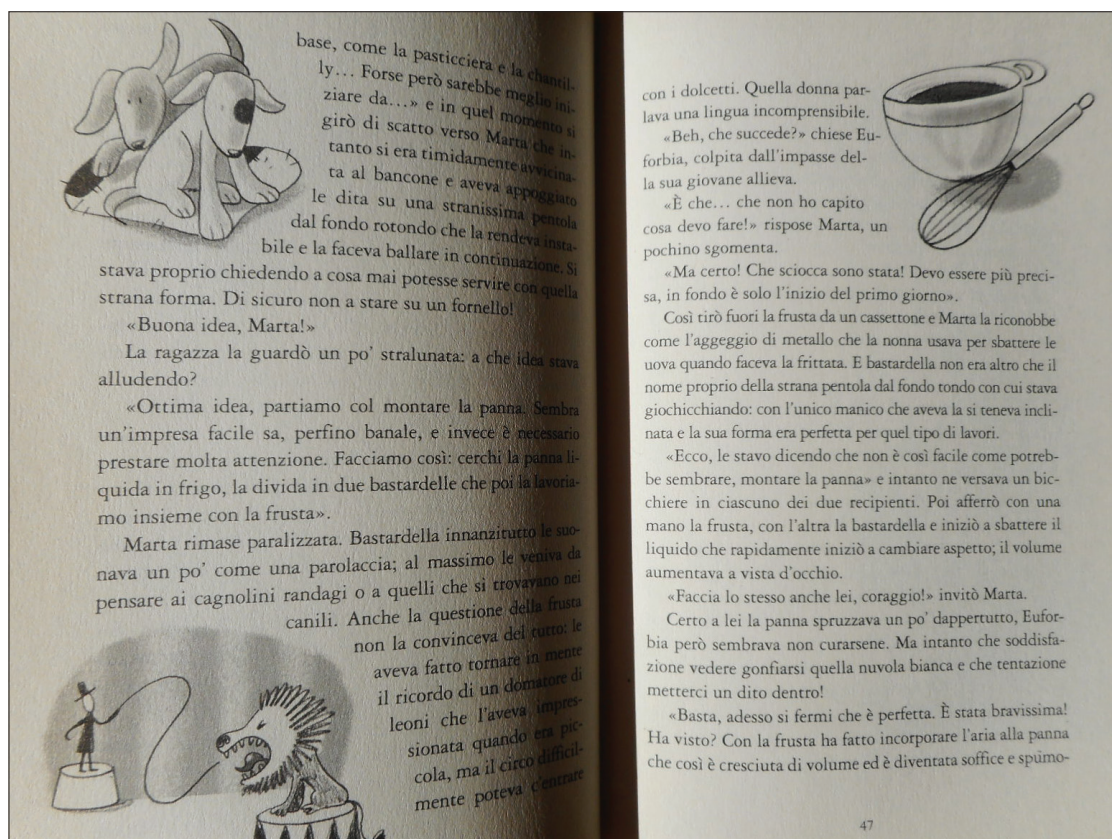 base, come la pasticciera e la chantil-
ly… Forse però sarebbe meglio ini-
ziare da…» e in quel momento si
girò di scatto verso Marta che in-
tanto si era timidamente avvicina-
ta al bancone e aveva appoggiato
le dita su una stranissima pentola
dal fondo rotondo che la rendeva insta-
bile e la faceva ballare in continuazione. Si
stava proprio chiedendo a cosa mai potesse servire con quella
strana forma. Di sicuro non a stare su un fornello!
«Buona idea, Marta!»
La ragazza la guardò un po’ stralunata: a che idea stava
alludendo?
«Ottima idea, partiamo col montare la panna. Sembra
un’impresa facile sa, perfino banale, e invece è necessario
prestare molta attenzione. Facciamo così: cerchi la panna li-
quida in frigo, la divida in due bastardelle che poi la lavoria-
mo insieme con la frusta».
Marta rimase paralizzata. Bastardella innanzitutto le suo-
nava un po’ come una parolaccia; al massimo le veniva da
pensare ai cagnolini randagi o a quelli che si trovavano nei
canili. Anche la questione della frusta
non la convinceva del tutto: le
aveva fatto tornare in mente
il ricordo di un domatore di
leoni che l’aveva impres-
sionata quando era pic-
cola, ma il circo difficil-
mente poteva c’entrare
con i dolcetti. Quella donna par-
lava una lingua incomprensibile.
«Beh, che succede?» chiese Eu-
forbia, colpita dall’impasse del-
la sua giovane allieva.
«È che… che non ho capito
cosa devo fare!» rispose Marta, un
pochino sgomenta.
«Ma certo! Che sciocca sono stata! Devo essere più preci-
sa, in fondo è solo l’inizio del primo giorno».
Così tirò fuori la frusta da un cassettone e Marta la riconobbe
come l’aggeggio di metallo che la nonna usava per sbattere le
uova quando faceva la frittata. E bastardella non era altro che il
nome proprio della strana pentola dal fondo tondo con cui stava
giochicchiando: con l’unico manico che aveva la si teneva incli-
nata e la sua forma era perfetta per quel tipo di lavori.
«Ecco, le stavo dicendo che non è così facile come potreb-
be sembrare, montare la panna» e intanto ne versava un bic-
chiere in ciascuno dei due recipienti. Poi afferrò con una
mano la frusta, con l’altra la bastardella e iniziò a sbattere il
liquido che rapidamente iniziò a cambiare aspetto; il volume
aumentava a vista d’occhio.
«Faccia lo stesso anche lei, coraggio!» invitò Marta.
Certo a lei la panna spruzzava un po’ dappertutto, Eufor-
bia però sembrava non curarsene. Ma intanto che soddisfa-
zione vedere gonfiarsi quella nuvola bianca e che tentazione
metterci un dito dentro!
«Basta, adesso si fermi che è perfetta. È stata bravissima!
Ha visto? Con la frusta ha fatto incorporare l’aria alla panna
che così è cresciuta di volume ed è diventata soffice e spumo-
47